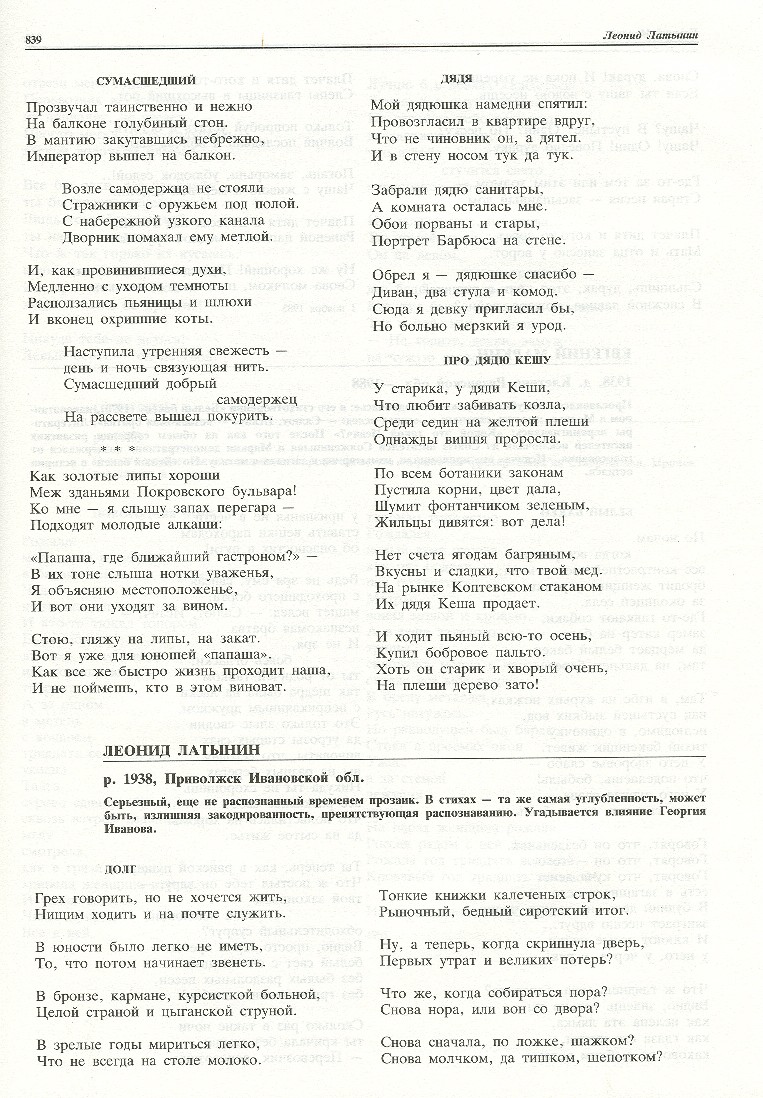 839
Леонид Латынин
СУМАСШЕДШИЙ
Прозвучал таинственно и нежно
На балконе голубиный стон.
В мантию закутавшись небрежно,
Император вышел на балкон.
Возле самодержца не стояли
Стражники с оружьем под полой.
С набережной узкого канала
Дворник помахал ему метлой.
И, как провинившиеся духи,
Медленно с уходом темноты
Расползались пьяницы и шлюхи
И вконец охрипшие коты.
Наступила утренняя свежесть —
день и ночь связующая нить.
Сумасшедший добрый
самодержец
На рассвете вышел покурить.
* * *
Как золотые липы хороши
Меж зданьями Покровского бульвара!
Ко мне — я слышу запах перегара —
Подходят молодые алкаши:
«Папаша, где ближайший гастроном?» —
В их тоне слыша нотки уваженья,
Я объясняю местоположенье,
И вот они уходят за вином.
Стою, гляжу на липы, на закат.
Вот я уже для юношей «папаша».
Как все же быстро жизнь проходит наша,
И не поймешь, кто в этом виноват.
ДЯДЯ
Мой дядюшка намедни спятил:
Провозгласил в квартире вдруг,
Что не чиновник он, а дятел.
И в стену носом тук да тук.
Забрали дядю санитары,
А комната осталась мне.
Обои порваны и стары,
Портрет Барбюса на стене.
Обрел я — дядюшке спасибо —
Диван, два стула и комод.
Сюда я девку пригласил бы,
Но больно мерзкий я урод.
ПРО ДЯДЮ КЕШУ
У старика, у дяди Кеши,
Что любит забивать козла,
Среди седин на желтой плеши
Однажды вишня проросла.
По всем ботаники законам
Пустила корни, цвет дала,
Шумит фонтанчиком зеленым,
Жильцы дивятся: вот дела!
Нет счета ягодам багряным,
Вкусны и сладки, что твой мед.
На рынке Коптевском стаканом
Их дядя Кеша продает.
И ходит пьяный всю-то осень,
Купил бобровое пальто.
Хоть он старик и хворый очень,
На плеши дерево зато!
ЛЕОНИД ЛАТЫНИН
р. 1938, Приволжск Ивановской обл.
Серьезный, еще не распознанный временем прозаик. В стихах — та же самая углубленность, может
быть, излишняя закодированность, препятствующая распознаванию. Угадывается влияние Георгия
Иванова.
ДОЛГ
Грех говорить, но не хочется жить,
Нищим ходить и на почте служить.
В юности было легко не иметь,
То, что потом начинает звенеть.
В бронзе, кармане, курсисткой больной,
Целой страной и цыганской струной.
В зрелые годы мириться легко,
Что не всегда на столе молоко.
Тонкие книжки калеченых строк,
Рыночный, бедный сиротский итог.
Ну, а теперь, когда скрипнула дверь,
Первых утрат и великих потерь?
Что же, когда собираться пора?
Снова нора, или вон со двора?
Снова сначала, по ложке, шажком?
Снова молчком, да тишком, шепотком?